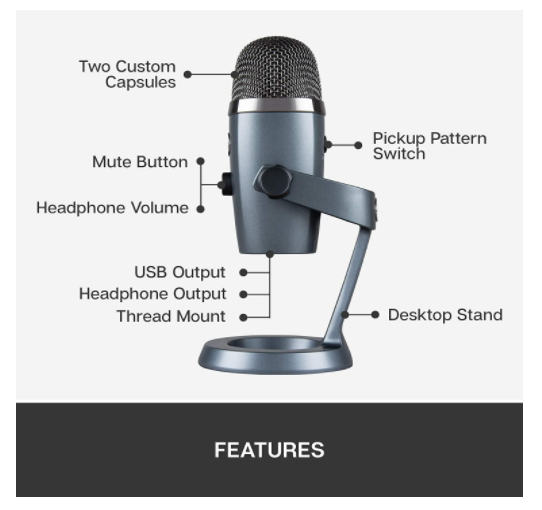 Two Custom
Capsules
Pickup Pattern
Switch
Mute Button
Headphone Volume
USB Output
Headphone Output
Thread Mount
Desktop Stand
FEATURES